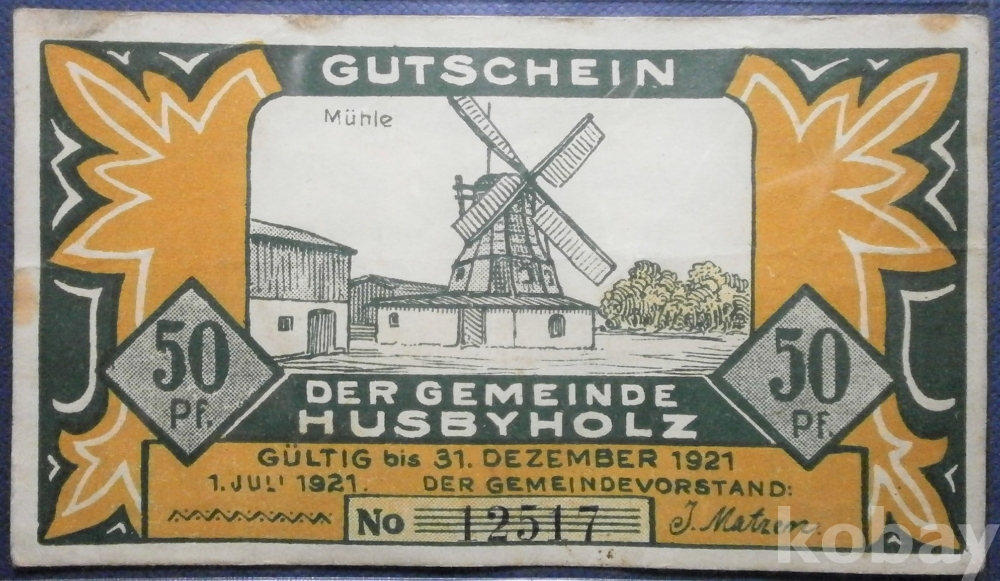 GUTSCHEIN
Mühle
50 Pf.
50 Pf.
DER GEMEINDE
HUSBYHOLZ
GÜLTIG bis 31. DEZEMBER 1921
1. JULI 1921. DER GEMEINDEVORSTAND:
No 12517
J. Matzen.
kobay